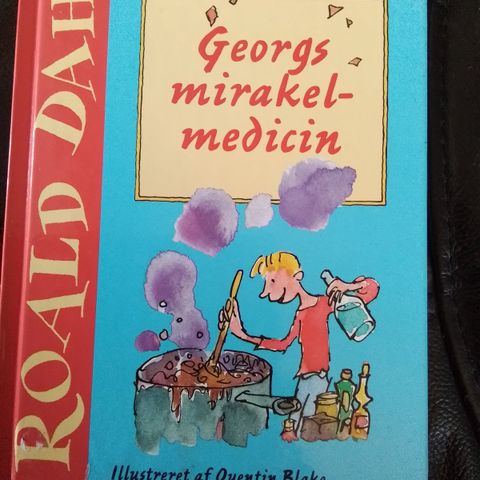 ROALD DAH
Georgs
mirakel-
medicin
Illustreret af Quentin Blake